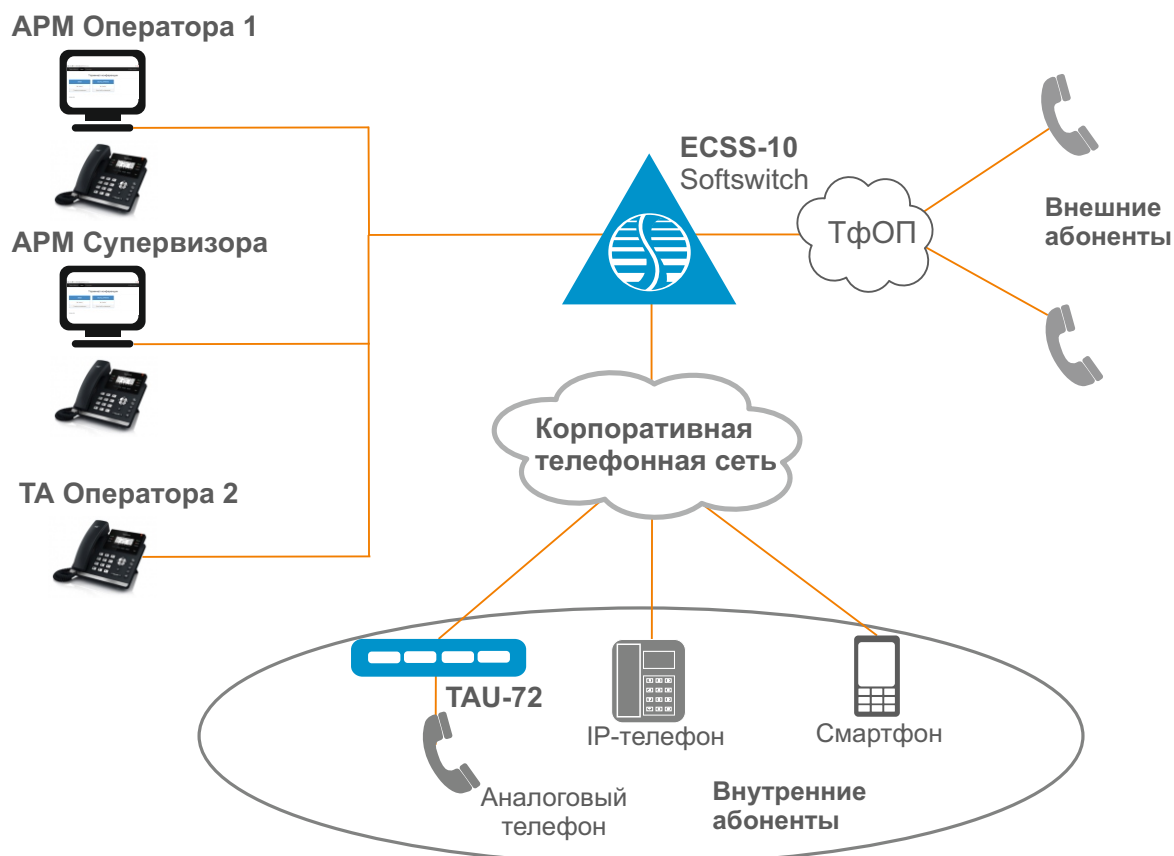 АРМ Оператора 1
ECSS-10
Softswitch
ТфОП
Внешние
абоненты
АРМ Супервизора
Корпоративная
телефонная сеть
ТА Оператора 2
TAU-72
IP-телефон
Смартфон
Аналоговый
телефон
Внутренние
абоненты